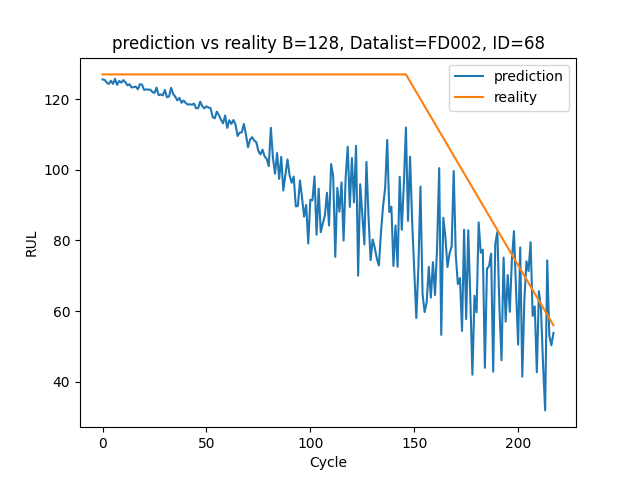 prediction vs reality B=128, Datalist=FD002, ID=68
prediction
reality
120
100
80
60
40
RUL
0
50
100
150
200
Cycle